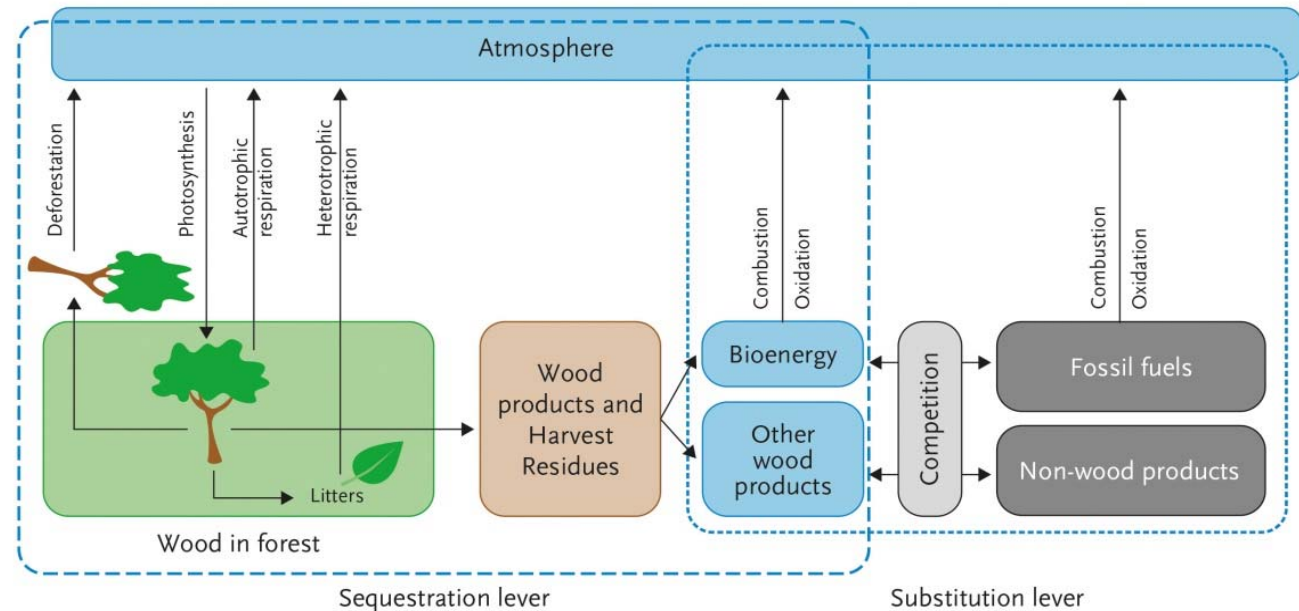 Atmosphere
Deforestation
Photosynthesis
Autotrophic
respiration
Heterotrophic
respiration
Combustion
Oxidation
Combustion
Oxidation
Wood
products and
Harvest
Residues
Bioenergy
Other
wood
products
Competition
Fossil fuels
Non-wood products
Litters
Wood in forest
Sequestration lever
Substitution lever